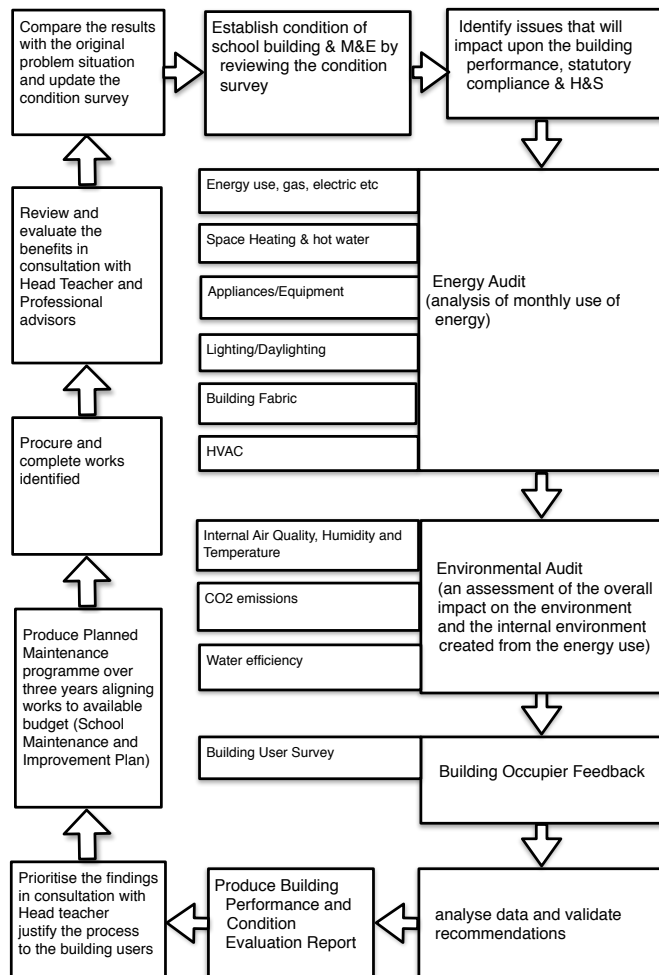 Compare the results
with the original
problem situation
and update the
condition survey
Establish condition of
school building & M&E by
reviewing the condition
survey
Identify issues that will
impact upon the building
performance, statutory
compliance & H&S
Energy use, gas, electric etc
Space Heating & hot water
Appliances/Equipment
Lighting/Daylighting
Building Fabric
HVAC
Energy Audit
(analysis of monthly use of
energy)
Internal Air Quality, Humidity and
Temperature
CO2 emissions
Water efficiency
Environmental Audit
(an assessment of the overall
impact on the environment
and the internal environment
created from the energy use)
Building User Survey
Building Occupier Feedback
analyse data and validate
recommendations
Produce Building
Performance and
Condition
Evaluation Report
Prioritise the findings
in consultation with
Head teacher
justify the process
to the building users
Produce Planned
Maintenance
programme over
three years aligning
works to available
budget (School
Maintenance and
Improvement Plan)
Procure and
complete works
identified
Review and
evaluate the
benefits in
consultation with
Head Teacher and
Professional
advisors